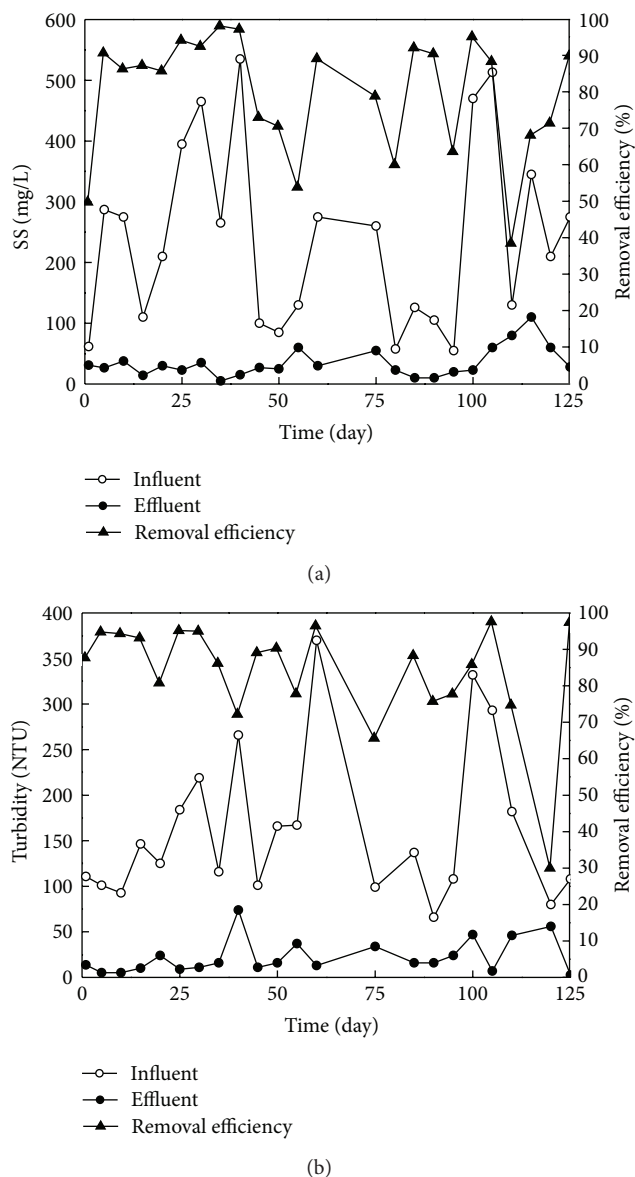 600
500
400
300
200
100
0
SS (mg/L)
100
90
80
70
60
50
40
30
20
10
0
Removal efficiency (%)
0 25 50 75 100 125
Time (day)
Influent
Effluent
Removal efficiency
(a)
400
350
300
250
200
150
100
50
0
Turbidity (NTU)
100
90
80
70
60
50
40
30
20
10
0
Removal efficiency (%)
0 25 50 75 100 125
Time (day)
Influent
Effluent
Removal efficiency
(b)